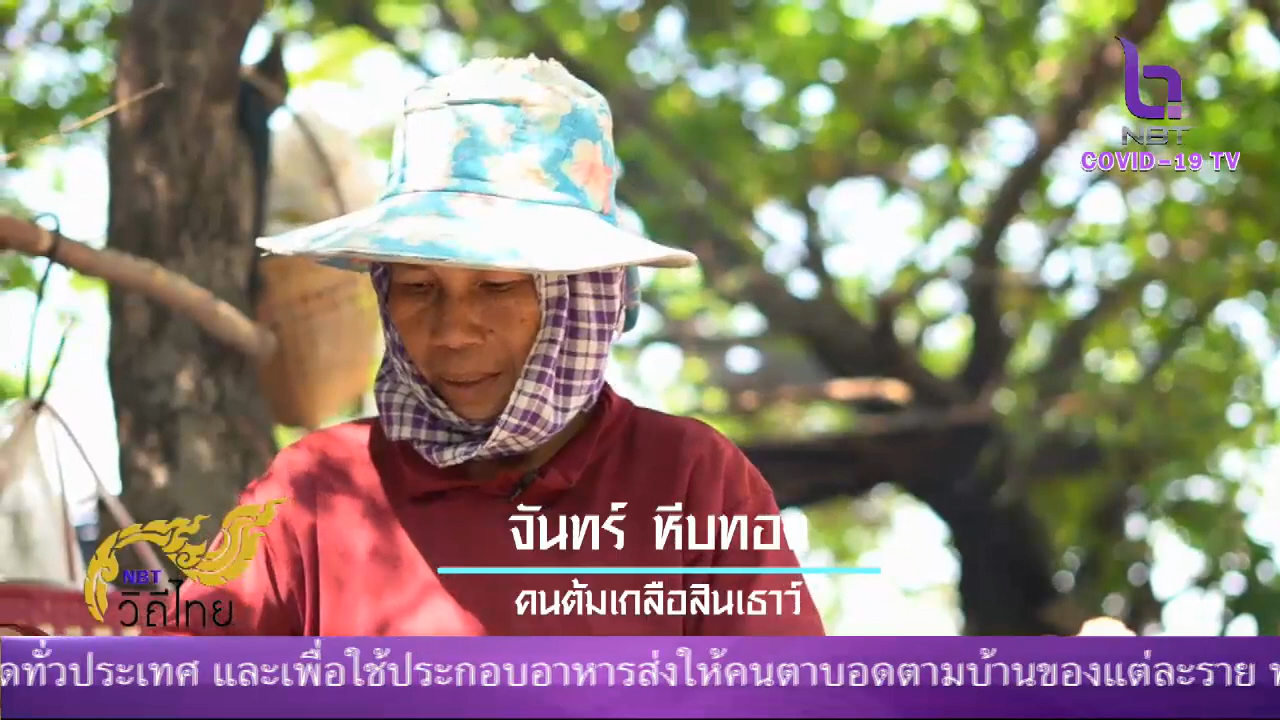 NBT
COVID-19 TV
จันทร์ หีบทอง
คนต้มเกลือสินเธาว์
NBT
วิถีไทย
ดทั่วประเทศ และเพื่อใช้ประกอบอาหารส่งให้คนตาบอดตามบ้านของแต่ละราย